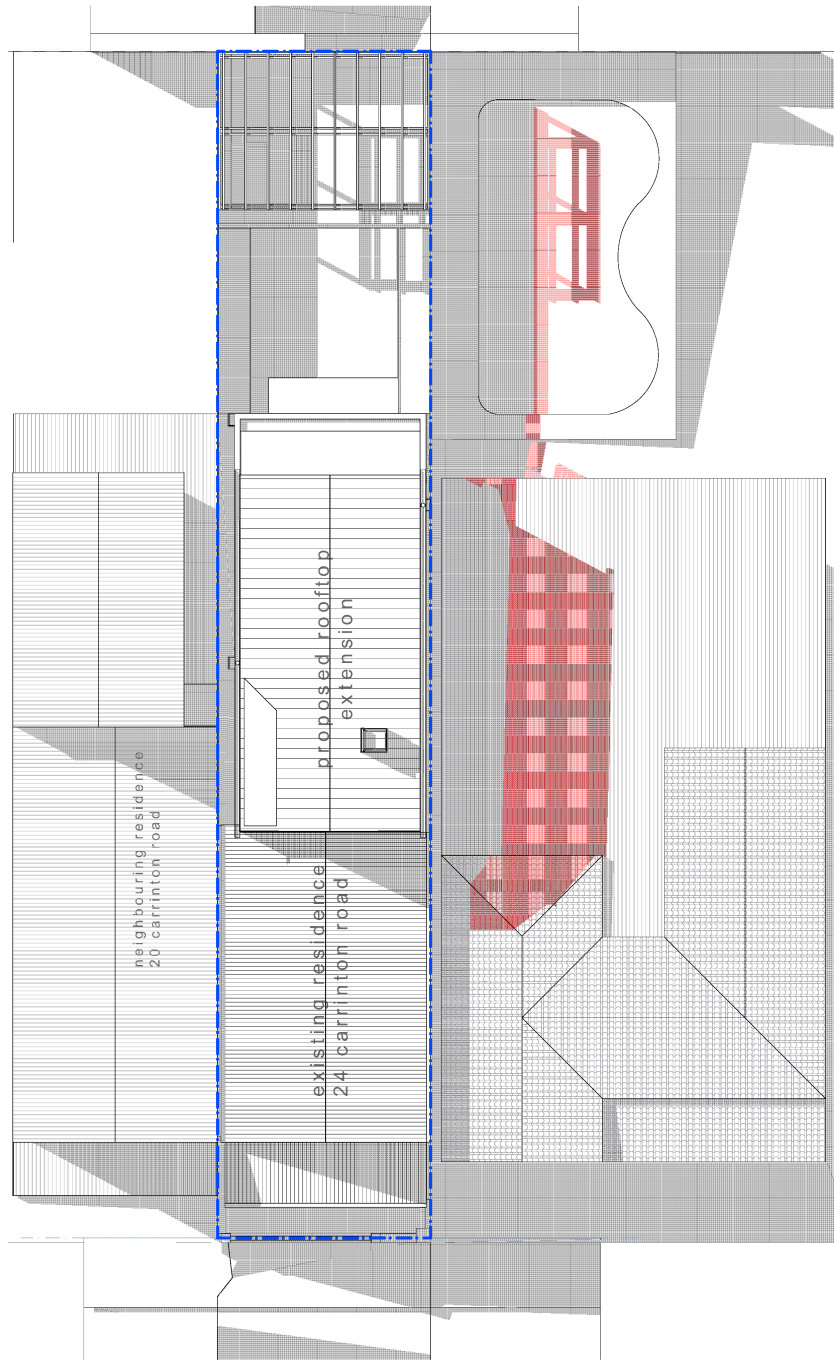 proposed rooftop
extension
neighbouring residence
20 carrinton road
existing residence
24 carrinton road